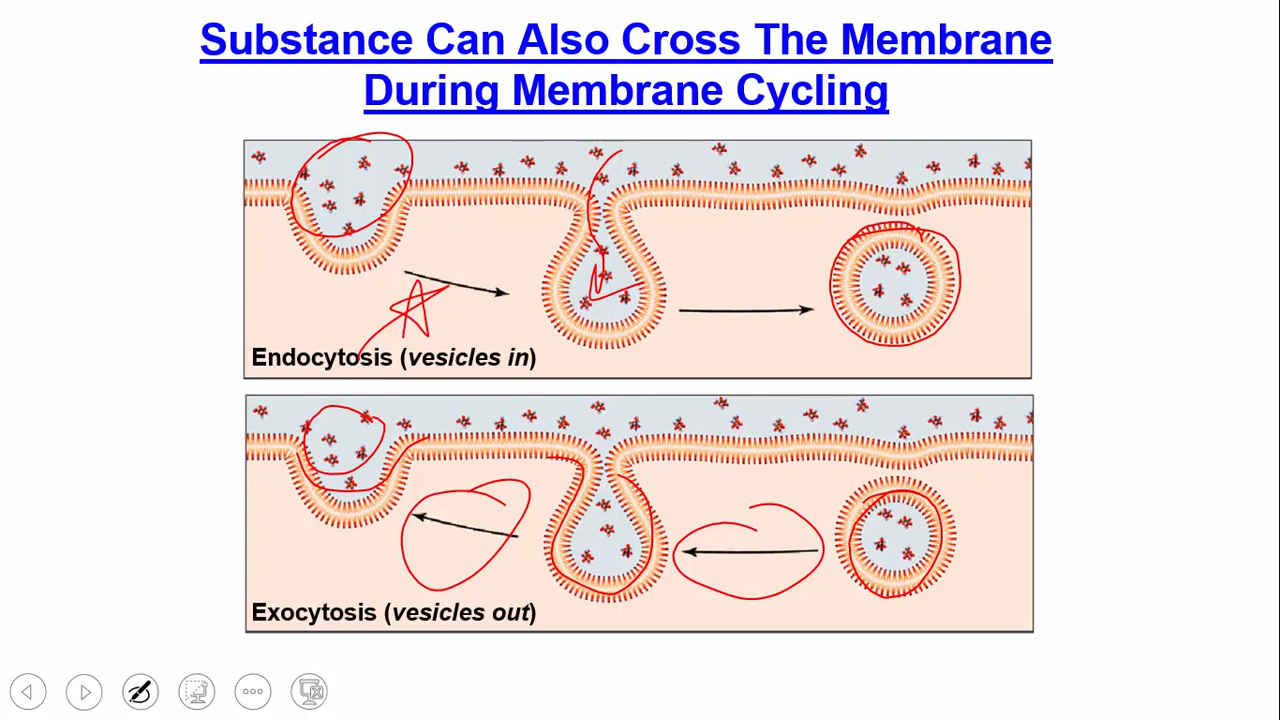 Substance Can Also Cross The Membrane
During Membrane Cycling
Endocytosis (vesicles in)
Exocytosis (vesicles out)